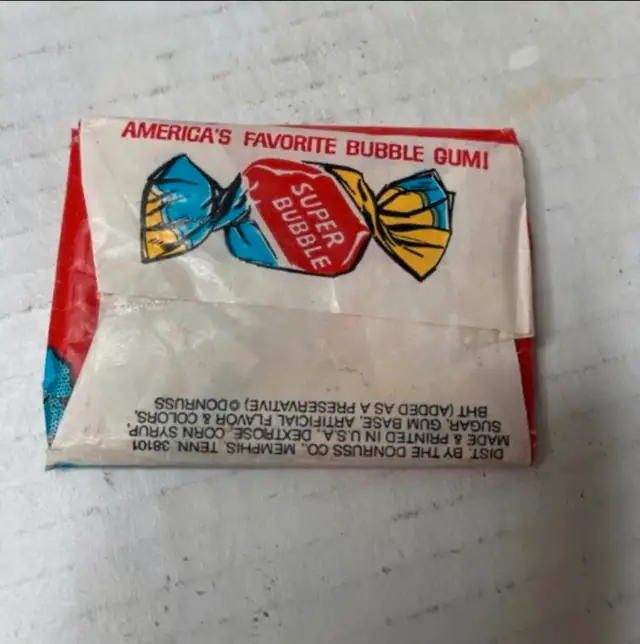 AMERICA'S FAVORITE BUBBLE GUM!
SUPER
BUBBLE
DIST. BY THE DONRUSS CO., MEMPHIS, TENN. 38101
MADE & PRINTED IN U.S.A. DEXTROSE, CORN SYRUP,
SUGAR, GUM BASE, ARTIFICIAL FLAVOR & COLORS,
BHT (ADDED AS A PRESERVATIVE) © DONRUSS